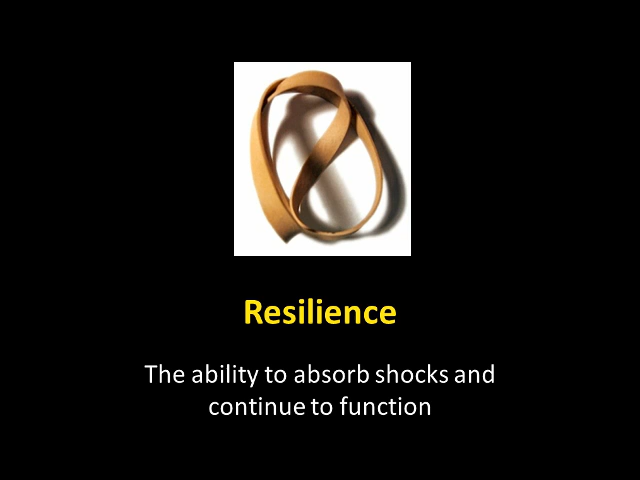 Resilience
The ability to absorb shocks and
continue to function